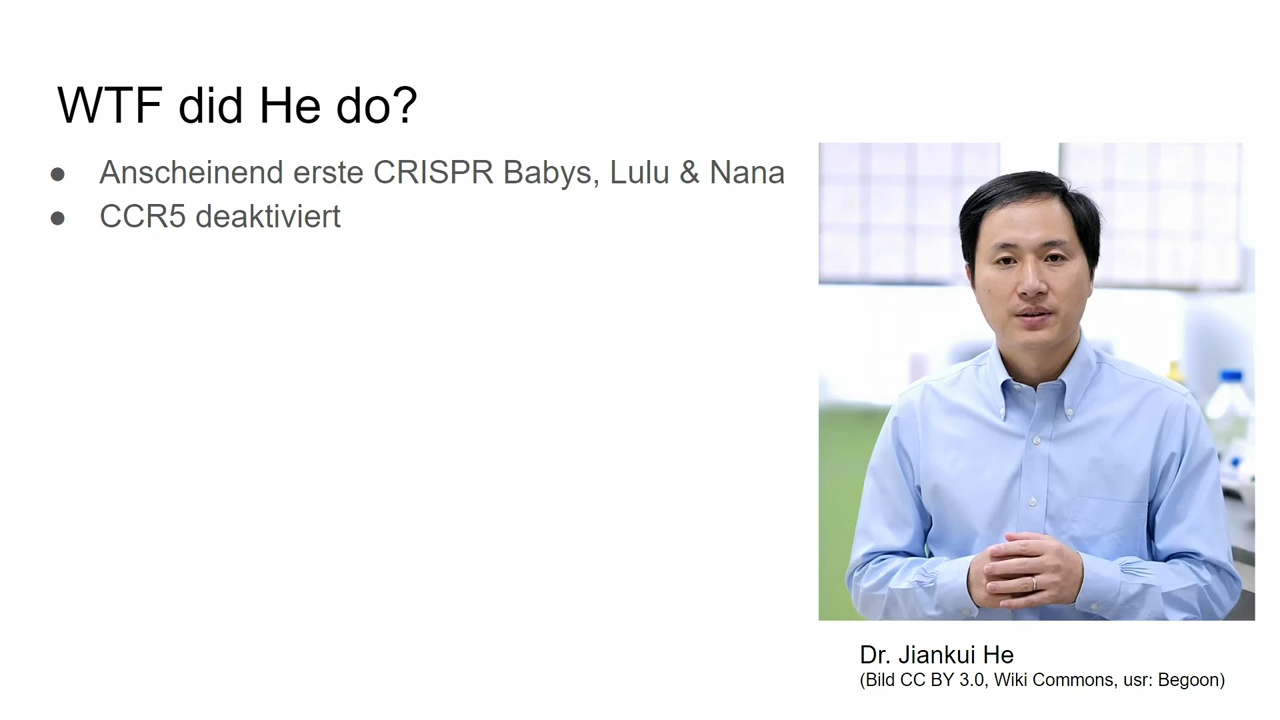 WTF did He do?
● Anscheinend erste CRISPR Babys, Lulu & Nana
● CCR5 deaktiviert
Dr. Jiankui He
(Bild CC BY 3.0, Wiki Commons, usr: Begoon)